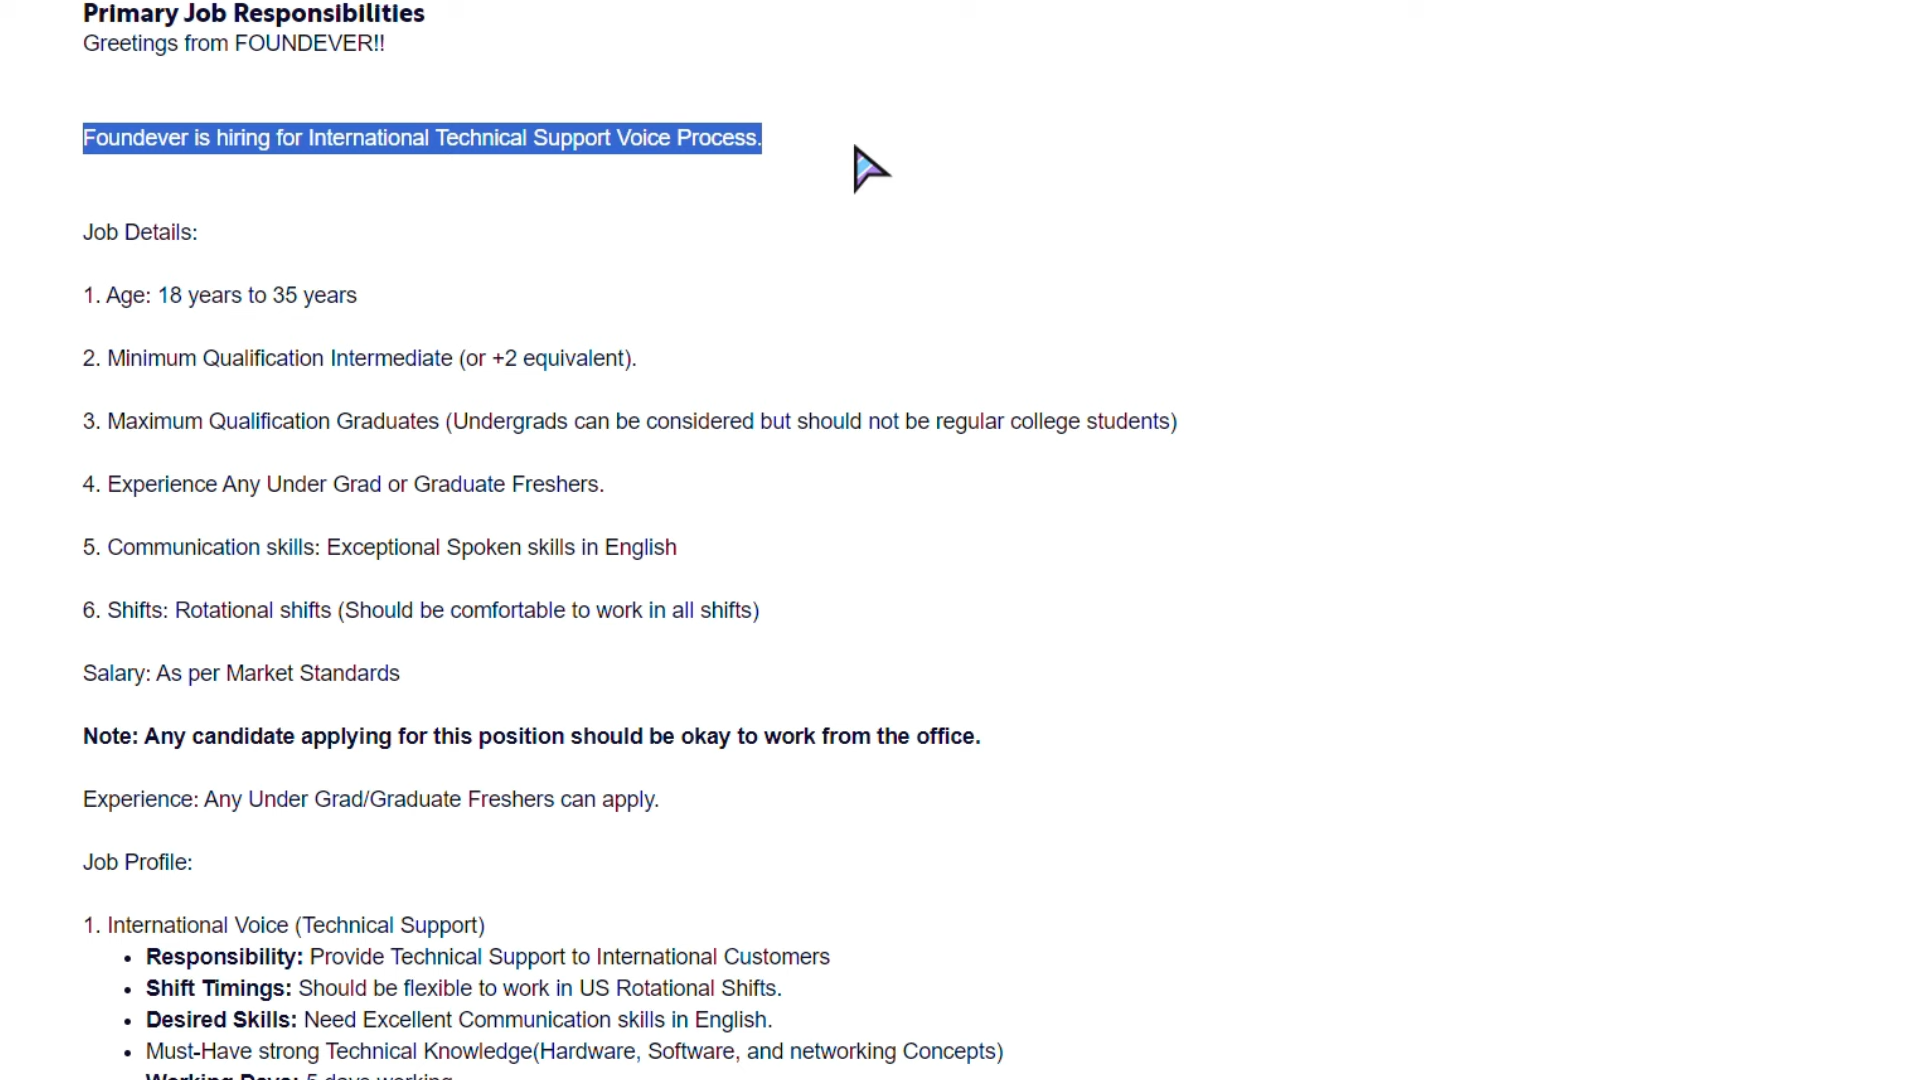 Primary Job Responsibilities
Greetings from FOUNDEVER!!
Foundever is hiring for International Technical Support Voice Process.
Job Details:
1. Age: 18 years to 35 years
2. Minimum Qualification Intermediate (or +2 equivalent).
3. Maximum Qualification Graduates (Undergrads can be considered but should not be regular college students)
4. Experience Any Under Grad or Graduate Freshers.
5. Communication skills: Exceptional Spoken skills in English
6. Shifts: Rotational shifts (Should be comfortable to work in all shifts)
Salary: As per Market Standards
Note: Any candidate applying for this position should be okay to work from the office.
Experience: Any Under Grad/Graduate Freshers can apply.
Job Profile:
1. International Voice (Technical Support)
• Responsibility: Provide Technical Support to International Customers
• Shift Timings: Should be flexible to work in US Rotational Shifts.
• Desired Skills: Need Excellent Communication skills in English.
• Must-Have strong Technical Knowledge(Hardware, Software, and networking Concepts)
Working Days: 5 days working